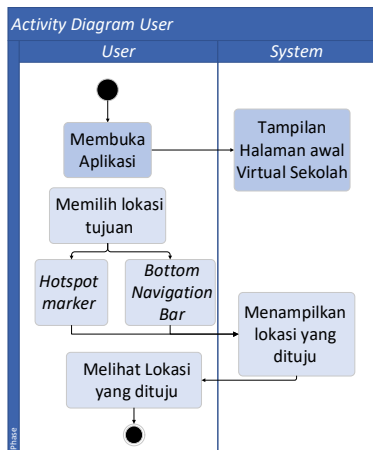 Activity Diagram User
User
System
Membuka
Aplikasi
Tampilan
Halaman awal
Virtual Sekolah
Memilih lokasi
tujuan
Hotspot
marker
Bottom
Navigation
Bar
Menampilkan
lokasi yang
dituju
Melihat Lokasi
yang dituju
Phase